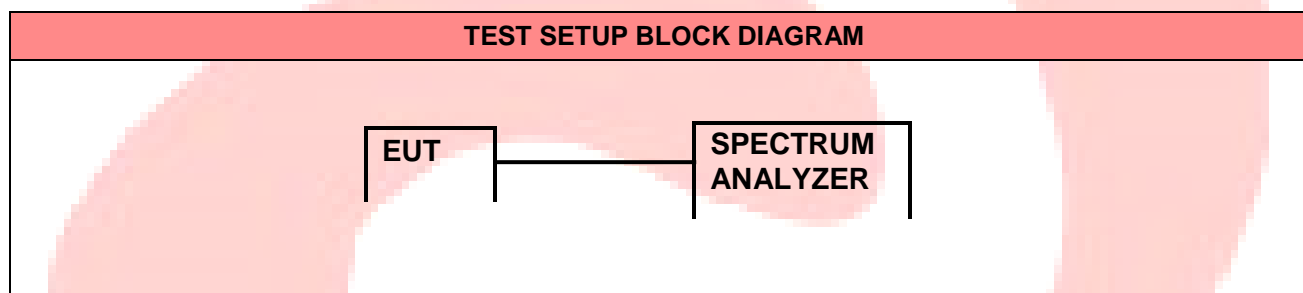 TEST SETUP BLOCK DIAGRAM
EUT
SPECTRUM
ANALYZER